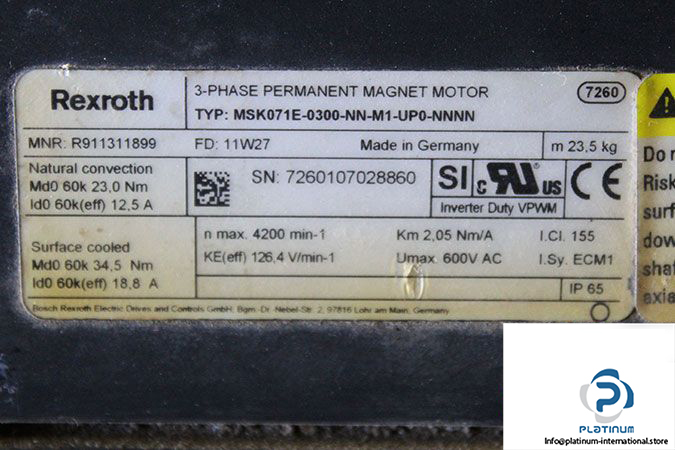 Rexroth
3-PHASE PERMANENT MAGNET MOTOR
7260
TYP: MSK071E-0300-NN-M1-UP0-NNNN
MNR: R911311899
FD: 11W27
Made in Germany
m 23,5 kg
Natural convection
Md0 60k 23,0 Nm
Id0 60k(eff) 12,5 A
SN: 7260107028860
SI
c RU US
Inverter Duty VPWM
CE
Surface cooled
Md0 60k 34,5 Nm
Id0 60k(eff) 18,8 A
n max. 4200 min-1
Km 2,05 Nm/A
I.Cl. 155
KE(eff) 126,4 V/min-1
Umax. 600V AC
I.Sy. ECM1
IP 65
Bosch Rexroth Electric Drives and Controls GmbH, Bgm.-Dr.-Nebel-Str. 2, 97816 Lohr am Main, Germany
Do
Risk
surf
dow
shaf
axia
PLATINUM
info@platinum-international.store